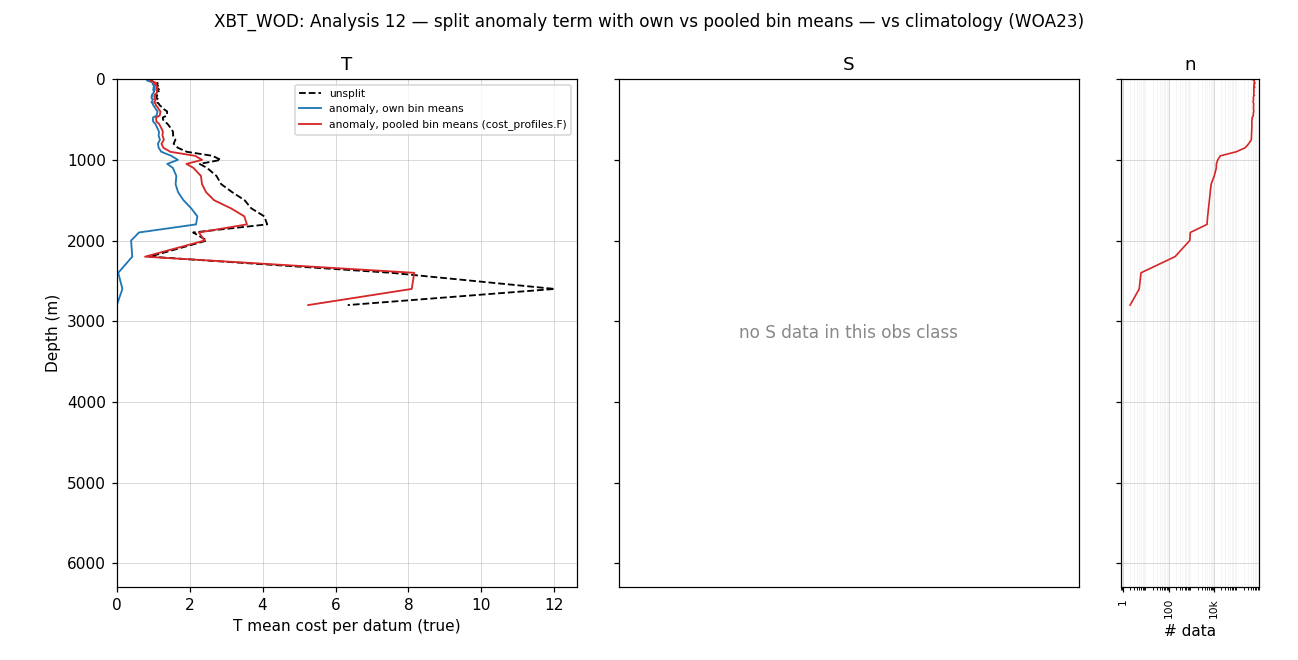 XBT_WOD: Analysis 12 — split anomaly term with own vs pooled bin means — vs climatology (WOA23)
T
S
n
unsplit
anomaly, own bin means
anomaly, pooled bin means (cost_profiles.F)
0
1000
2000
3000
4000
5000
6000
Depth (m)
no S data in this obs class
0 2 4 6 8 10 12
T mean cost per datum (true)
1 100 10k
# data